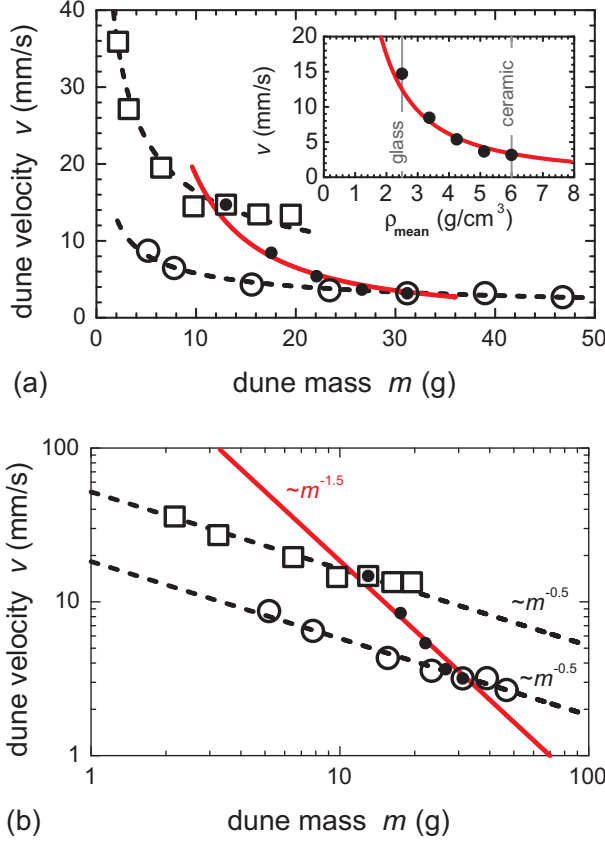 40
30
20
10
0
dune velocity v (mm/s)
20
15
10
5
0
v (mm/s)
glass
ceramic
0 1 2 3 4 5 6 7 8
ρmean (g/cm³)
0 10 20 30 40 50
(a) dune mass m (g)
100
10
1
dune velocity v (mm/s)
~m^-1.5
~m^-0.5
~m^-0.5
1 10 100
(b) dune mass m (g)